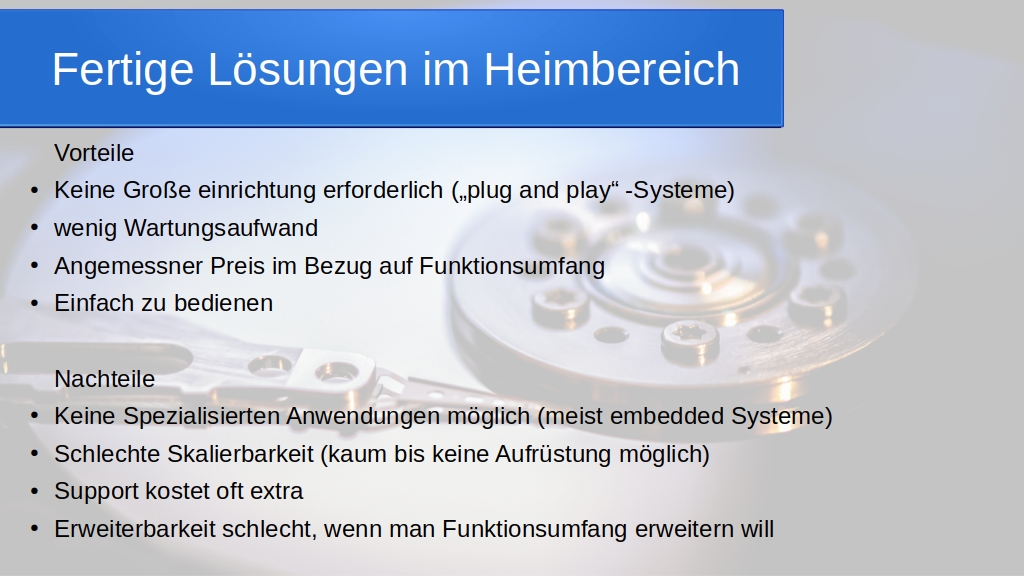 Fertige Lösungen im Heimbereich
Vorteile
• Keine Große einrichtung erforderlich („plug and play“ -Systeme)
• wenig Wartungsaufwand
• Angemessner Preis im Bezug auf Funktionsumfang
• Einfach zu bedienen
Nachteile
• Keine Spezialisierten Anwendungen möglich (meist embedded Systeme)
• Schlechte Skalierbarkeit (kaum bis keine Aufrüstung möglich)
• Support kostet oft extra
• Erweiterbarkeit schlecht, wenn man Funktionsumfang erweitern will